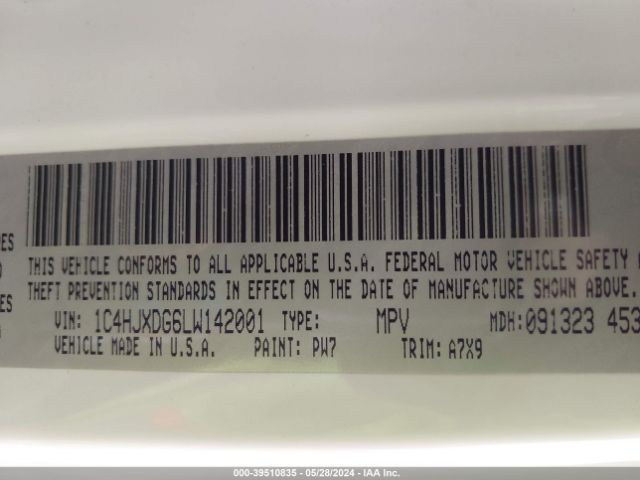 ES
THIS VEHICLE CONFORMS TO ALL APPLICABLE U.S.A. FEDERAL MOTOR VEHICLE SAFETY
THEFT PREVENTION STANDARDS IN EFFECT ON THE DATE OF MANUFACTURE SHOWN ABOVE.
ES
VIN: 1C4HJXDG6LW142001 TYPE: MPV MDH: 091323 453
VEHICLE MADE IN U.S.A. PAINT: PW7 TRIM: A7X9
000-39510835 - 05/28/2024 - IAA Inc.